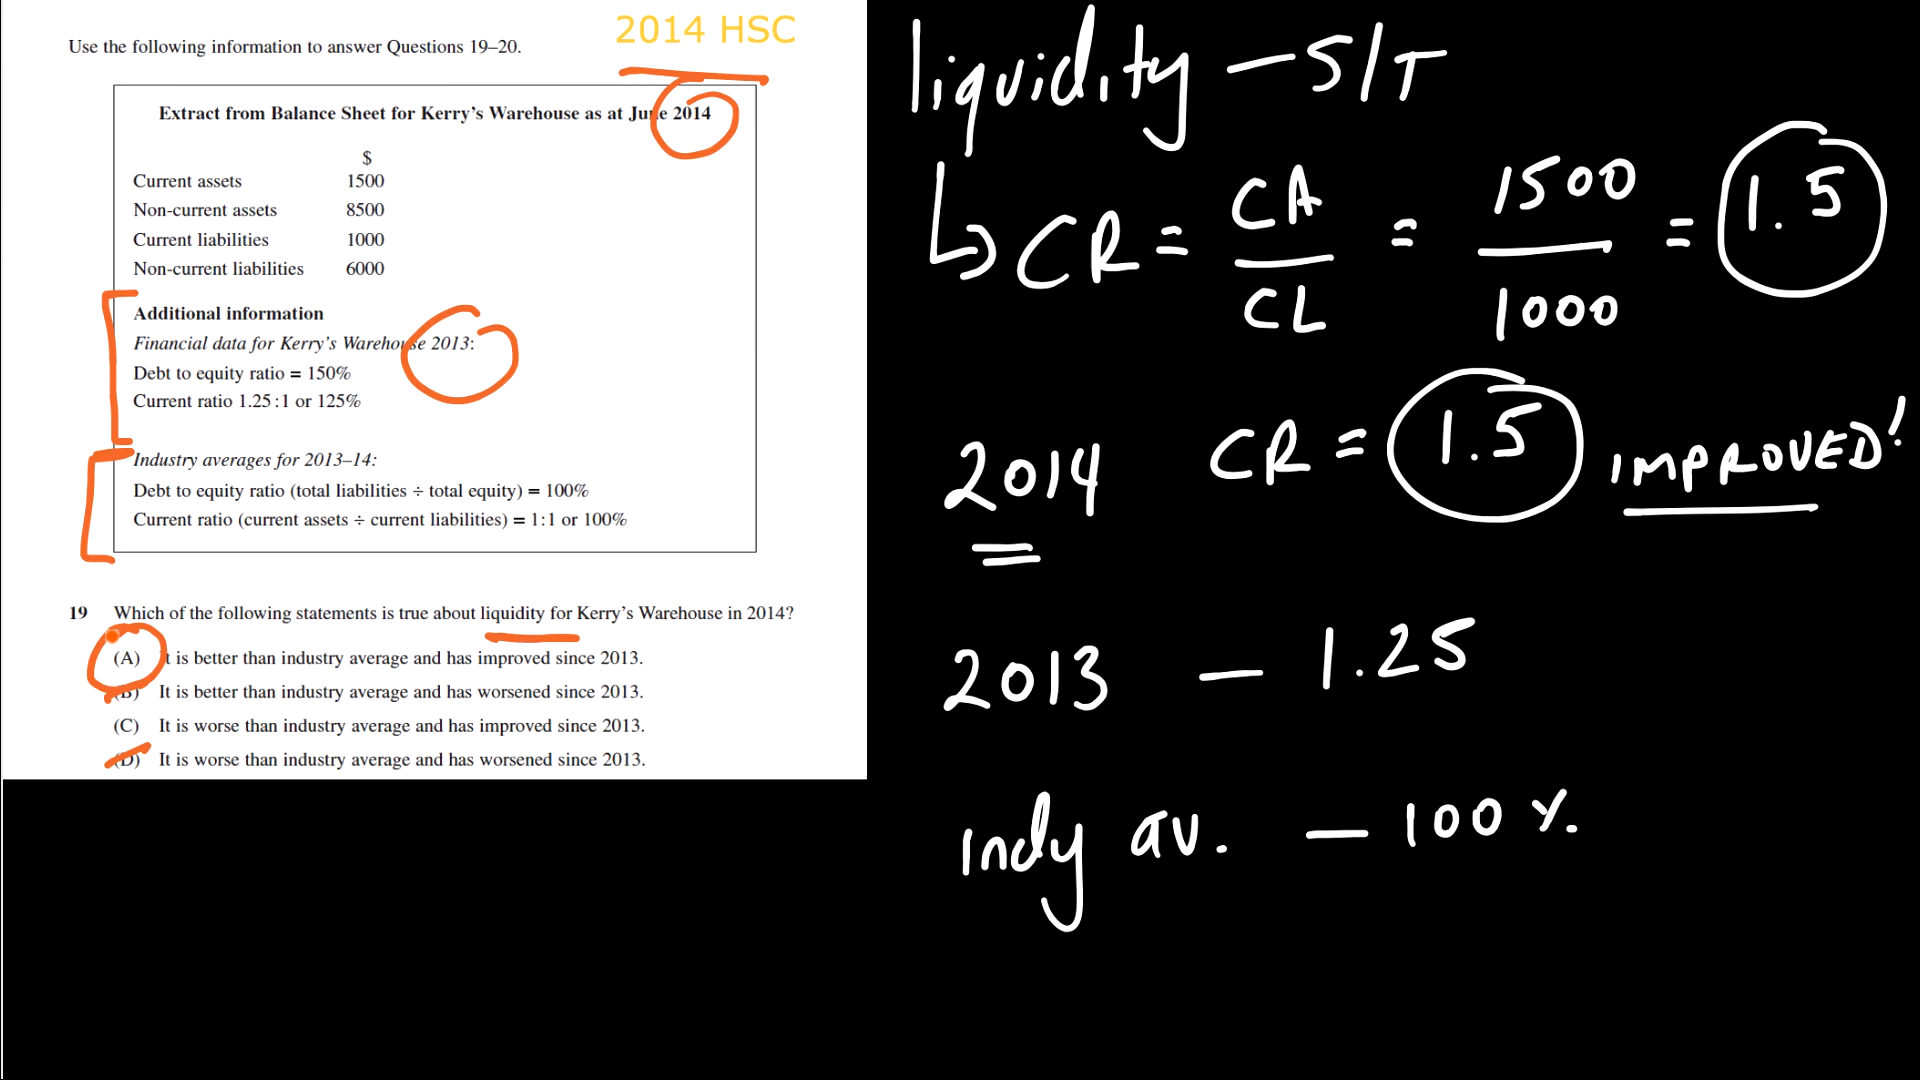 2014 HSC
Use the following information to answer Questions 19–20.
Extract from Balance Sheet for Kerry's Warehouse as at June 2014
$
Current assets 1500
Non-current assets 8500
Current liabilities 1000
Non-current liabilities 6000
Additional information
Financial data for Kerry's Warehouse 2013:
Debt to equity ratio = 150%
Current ratio 1.25 : 1 or 125%
Industry averages for 2013–14:
Debt to equity ratio (total liabilities ÷ total equity) = 100%
Current ratio (current assets ÷ current liabilities) = 1:1 or 100%
19 Which of the following statements is true about liquidity for Kerry's Warehouse in 2014?
(A) It is better than industry average and has improved since 2013.
(B) It is better than industry average and has worsened since 2013.
(C) It is worse than industry average and has improved since 2013.
(D) It is worse than industry average and has worsened since 2013.
liquidity – S/T
↳ CR = CA / CL = 1500 / 1000 = 1.5
2014 CR = 1.5 IMPROVED!
2013 – 1.25
indy av. – 100 %.